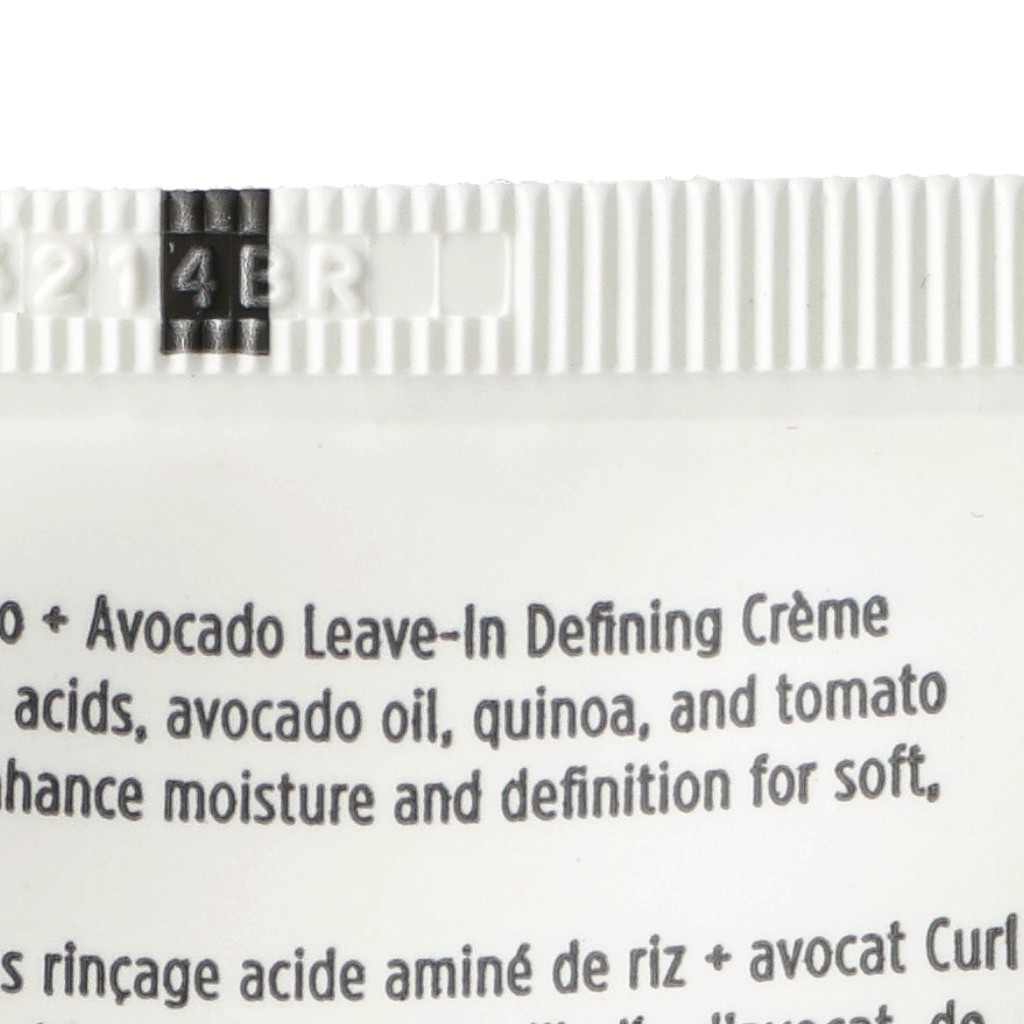 214BR
+ Avocado Leave-In Defining Crème
acids, avocado oil, quinoa, and tomato
moisture and definition for soft,
rinçage acide aminé de riz + avocat Curl